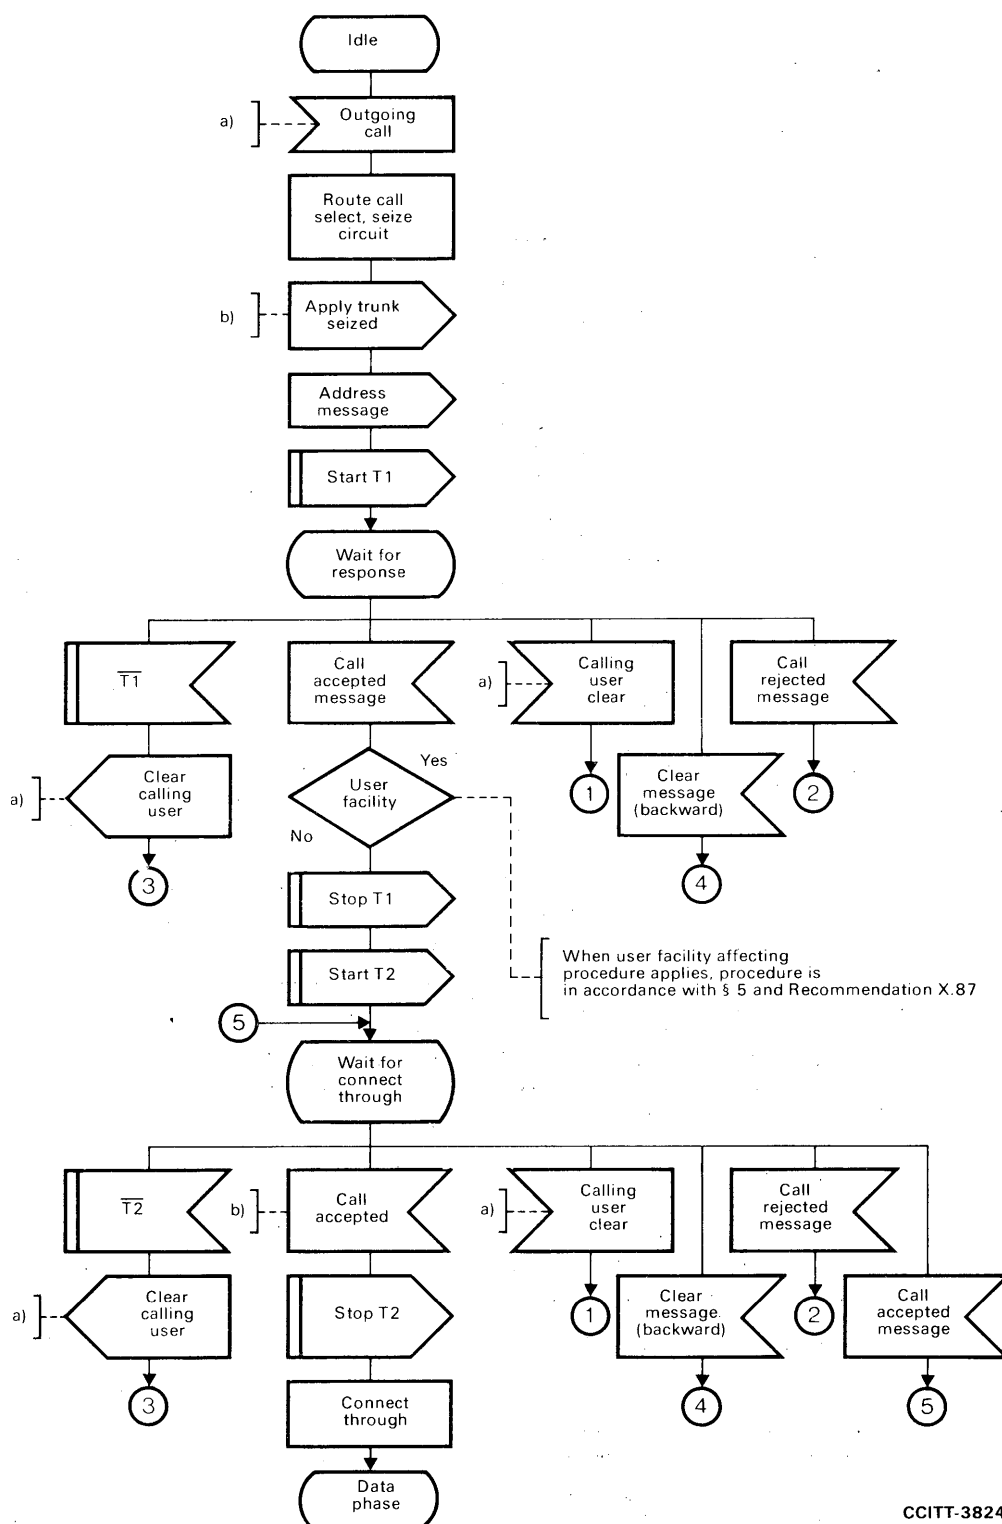 Idle
a)
Outgoing
call
Route call
select, seize
circuit
b)
Apply trunk
seized
Address
message
Start T1
Wait for
response
T1
Call
accepted
message
a)
Calling
user
clear
Call
rejected
message
a)
Clear
calling
user
Yes
User
facility
No
1
Clear
message
(backward)
2
3
4
Stop T1
Start T2
When user facility affecting
procedure applies, procedure is
in accordance with § 5 and Recommendation X.87
5
Wait for
connect
through
T2
b)
Call
accepted
a)
Calling
user
clear
Call
rejected
message
a)
Clear
calling
user
Stop T2
1
Clear
message
(backward)
2
Call
accepted
message
3
Connect
through
4
5
Data
phase
CCITT-3824